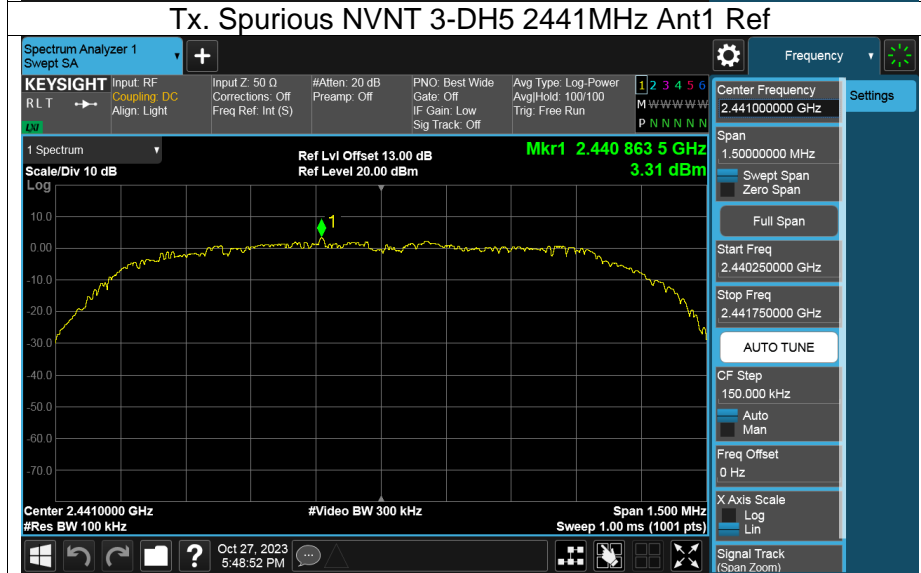 Tx. Spurious NVNT 3-DH5 2441MHz Ant1 Ref
Spectrum Analyzer 1
Swept SA
+
Frequency
KEYSIGHT
R L T
LXI
Input: RF
Coupling: DC
Align: Light
Input Z: 50 Ω
Corrections: Off
Freq Ref: Int (S)
#Atten: 20 dB
Preamp: Off
PNO: Best Wide
Gate: Off
IF Gain: Low
Sig Track: Off
Avg Type: Log-Power
Avg|Hold: 100/100
Trig: Free Run
1 2 3 4 5 6
M W W W W W
P N N N N N
Center Frequency
2.441000000 GHz
Settings
Span
1.50000000 MHz
Swept Span
Zero Span
Full Span
Start Freq
2.440250000 GHz
Stop Freq
2.441750000 GHz
AUTO TUNE
CF Step
150.000 kHz
Auto
Man
Freq Offset
0 Hz
X Axis Scale
Log
Lin
Signal Track
(Span Zoom)
1 Spectrum
Scale/Div 10 dB
Log
Ref Lvl Offset 13.00 dB
Ref Level 20.00 dBm
Mkr1 2.440 863 5 GHz
3.31 dBm
1
10.0
0.00
-10.0
-20.0
-30.0
-40.0
-50.0
-60.0
-70.0
Center 2.4410000 GHz
#Res BW 100 kHz
#Video BW 300 kHz
Span 1.500 MHz
Sweep 1.00 ms (1001 pts)
?
Oct 27, 2023
5:48:52 PM